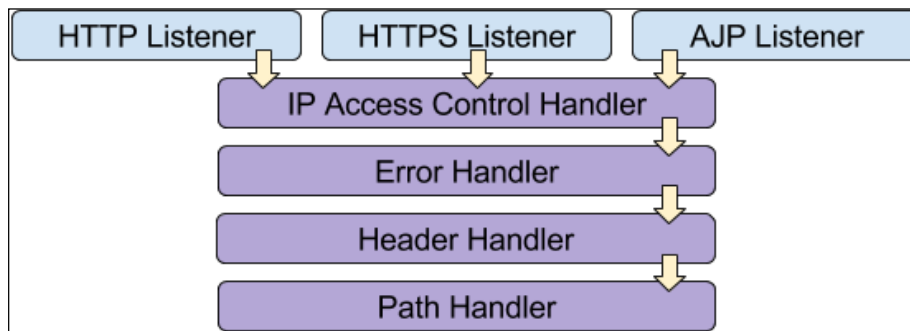 HTTP Listener
HTTPS Listener
AJP Listener
IP Access Control Handler
Error Handler
Header Handler
Path Handler